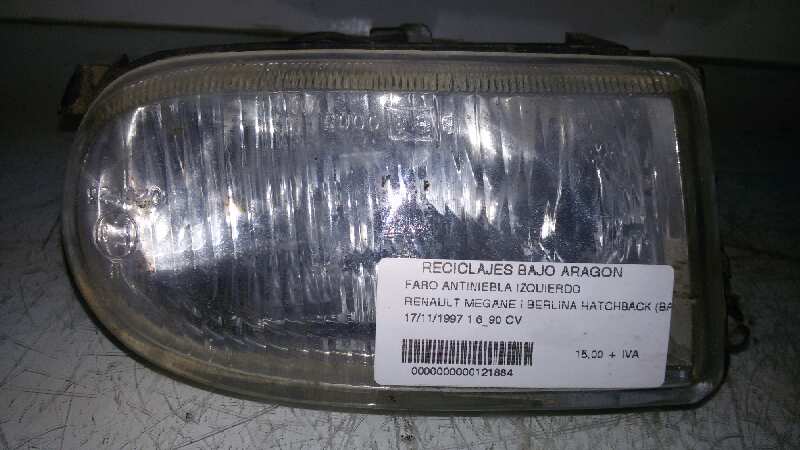 RECICLAJES BAJO ARAGON
FARO ANTINIEBLA IZQUIERDO
RENAULT MEGANE I BERLINA HATCHBACK (BA
17/11/1997 1.6_90 CV
15,00 + IVA
0000000000121884